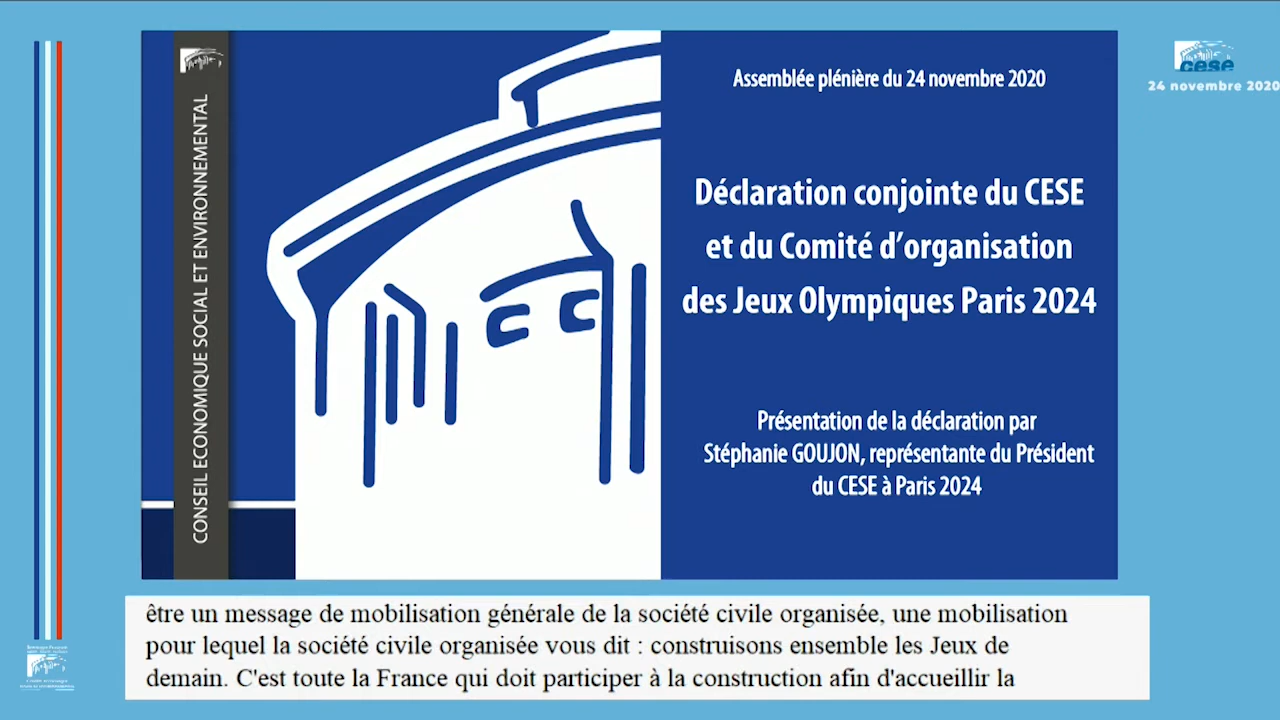 CONSEIL ECONOMIQUE SOCIAL ET ENVIRONNEMENTAL
Assemblée plénière du 24 novembre 2020
Déclaration conjointe du CESE
et du Comité d'organisation
des Jeux Olympiques Paris 2024
Présentation de la déclaration par
Stéphanie GOUJON, représentante du Président
du CESE à Paris 2024
cese
24 novembre 2020
être un message de mobilisation générale de la société civile organisée, une mobilisation
pour lequel la société civile organisée vous dit : construisons ensemble les Jeux de
demain. C'est toute la France qui doit participer à la construction afin d'accueillir la